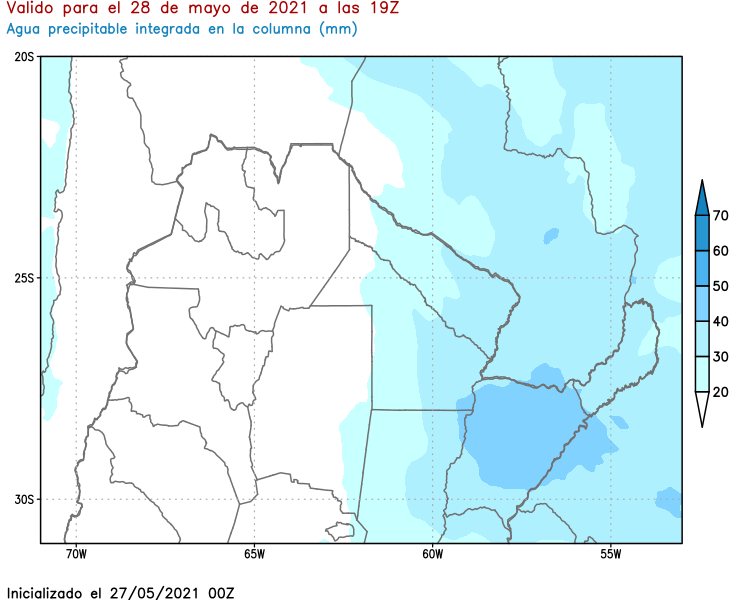 Valido para el 28 de mayo de 2021 a las 19Z
Agua precipitable integrada en la columna (mm)
20S
25S
30S
70W
65W
60W
55W
70
60
50
40
30
20
Inicializado el 27/05/2021 00Z